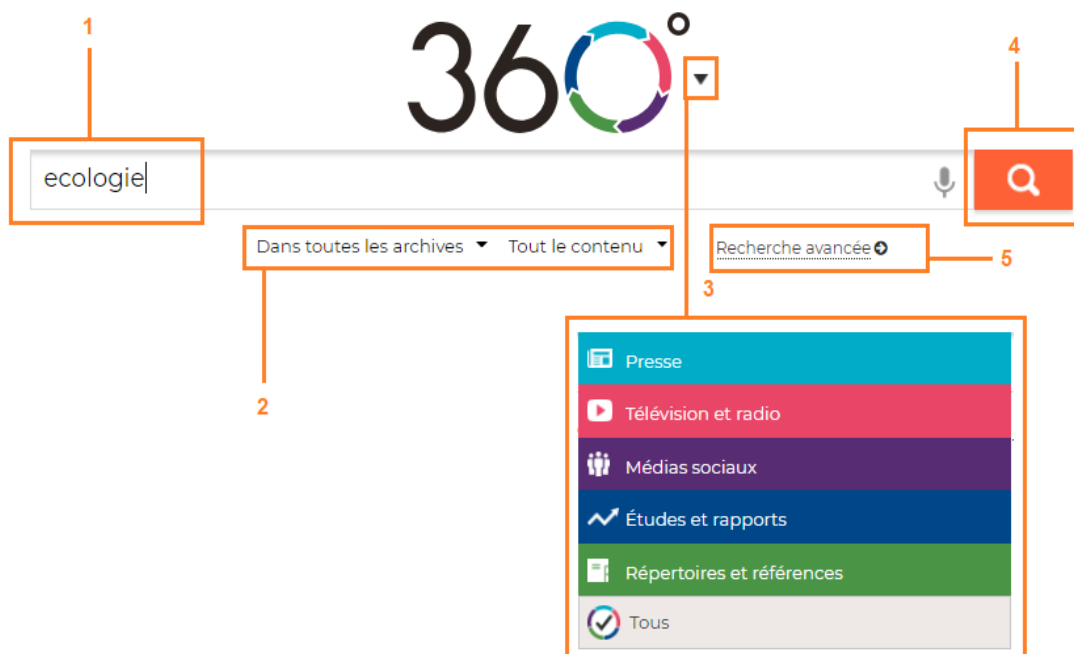 1
360°
4
ecologie
Dans toutes les archives Tout le contenu Recherche avancée
5
3
2
Presse
Télévision et radio
Médias sociaux
Études et rapports
Répertoires et références
Tous